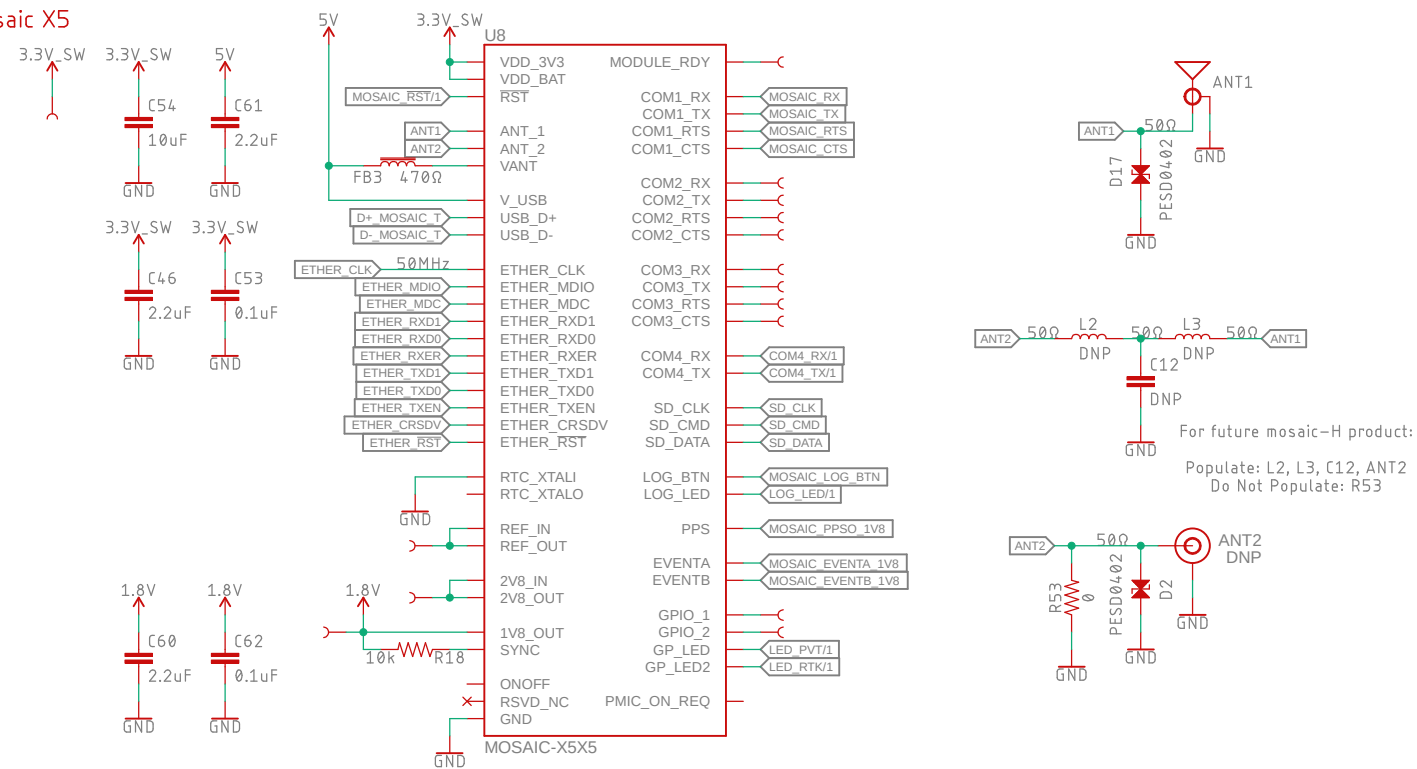 saic X5
3.3V_SW
3.3V_SW
5V
C54
10uF
GND
C61
2.2uF
GND
3.3V_SW
3.3V_SW
C46
2.2uF
GND
C53
0.1uF
GND
1.8V
1.8V
C60
2.2uF
GND
C62
0.1uF
GND
5V
3.3V_SW
U8
MOSAIC_RST/1
ANT1
ANT2
FB3 470Ω
D+_MOSAIC_T
D-_MOSAIC_T
ETHER_CLK
50MHz
ETHER_MDIO
ETHER_MDC
ETHER_RXD1
ETHER_RXD0
ETHER_RXER
ETHER_TXD1
ETHER_TXD0
ETHER_TXEN
ETHER_CRSDV
ETHER_RST
GND
1.8V
10k R18
GND
VDD_3V3
VDD_BAT
RST
ANT_1
ANT_2
VANT
V_USB
USB_D+
USB_D-
ETHER_CLK
ETHER_MDIO
ETHER_MDC
ETHER_RXD1
ETHER_RXD0
ETHER_RXER
ETHER_TXD1
ETHER_TXD0
ETHER_TXEN
ETHER_CRSDV
ETHER_RST
RTC_XTALI
RTC_XTALO
REF_IN
REF_OUT
2V8_IN
2V8_OUT
1V8_OUT
SYNC
ONOFF
RSVD_NC
GND
MOSAIC-X5X5
MODULE_RDY
COM1_RX
COM1_TX
COM1_RTS
COM1_CTS
COM2_RX
COM2_TX
COM2_RTS
COM2_CTS
COM3_RX
COM3_TX
COM3_RTS
COM3_CTS
COM4_RX
COM4_TX
SD_CLK
SD_CMD
SD_DATA
LOG_BTN
LOG_LED
PPS
EVENTA
EVENTB
GPIO_1
GPIO_2
GP_LED
GP_LED2
PMIC_ON_REQ
MOSAIC_RX
MOSAIC_TX
MOSAIC_RTS
MOSAIC_CTS
COM4_RX/1
COM4_TX/1
SD_CLK
SD_CMD
SD_DATA
MOSAIC_LOG_BTN
LOG_LED/1
MOSAIC_PPSO_1V8
MOSAIC_EVENTA_1V8
MOSAIC_EVENTB_1V8
LED_PVT/1
LED_RTK/1
ANT1
ANT1
50Ω
GND
D17
PESD0402
GND
ANT2
50Ω
L2
DNP
50Ω
L3
DNP
50Ω
ANT1
C12
DNP
GND
For future mosaic-H product:
Populate: L2, L3, C12, ANT2
Do Not Populate: R53
ANT2
50Ω
ANT2
DNP
R53
0
PESD0402
D2
GND
GND
GND